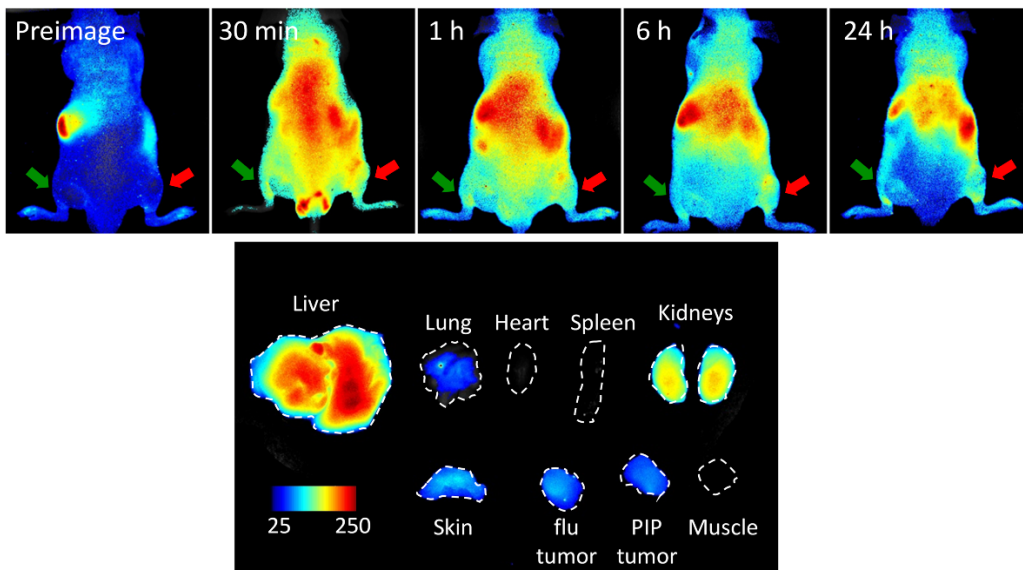 Preimage
30 min
1 h
6 h
24 h
Liver
Lung
Heart
Spleen
Kidneys
25
250
Skin
flu
tumor
PIP
tumor
Muscle